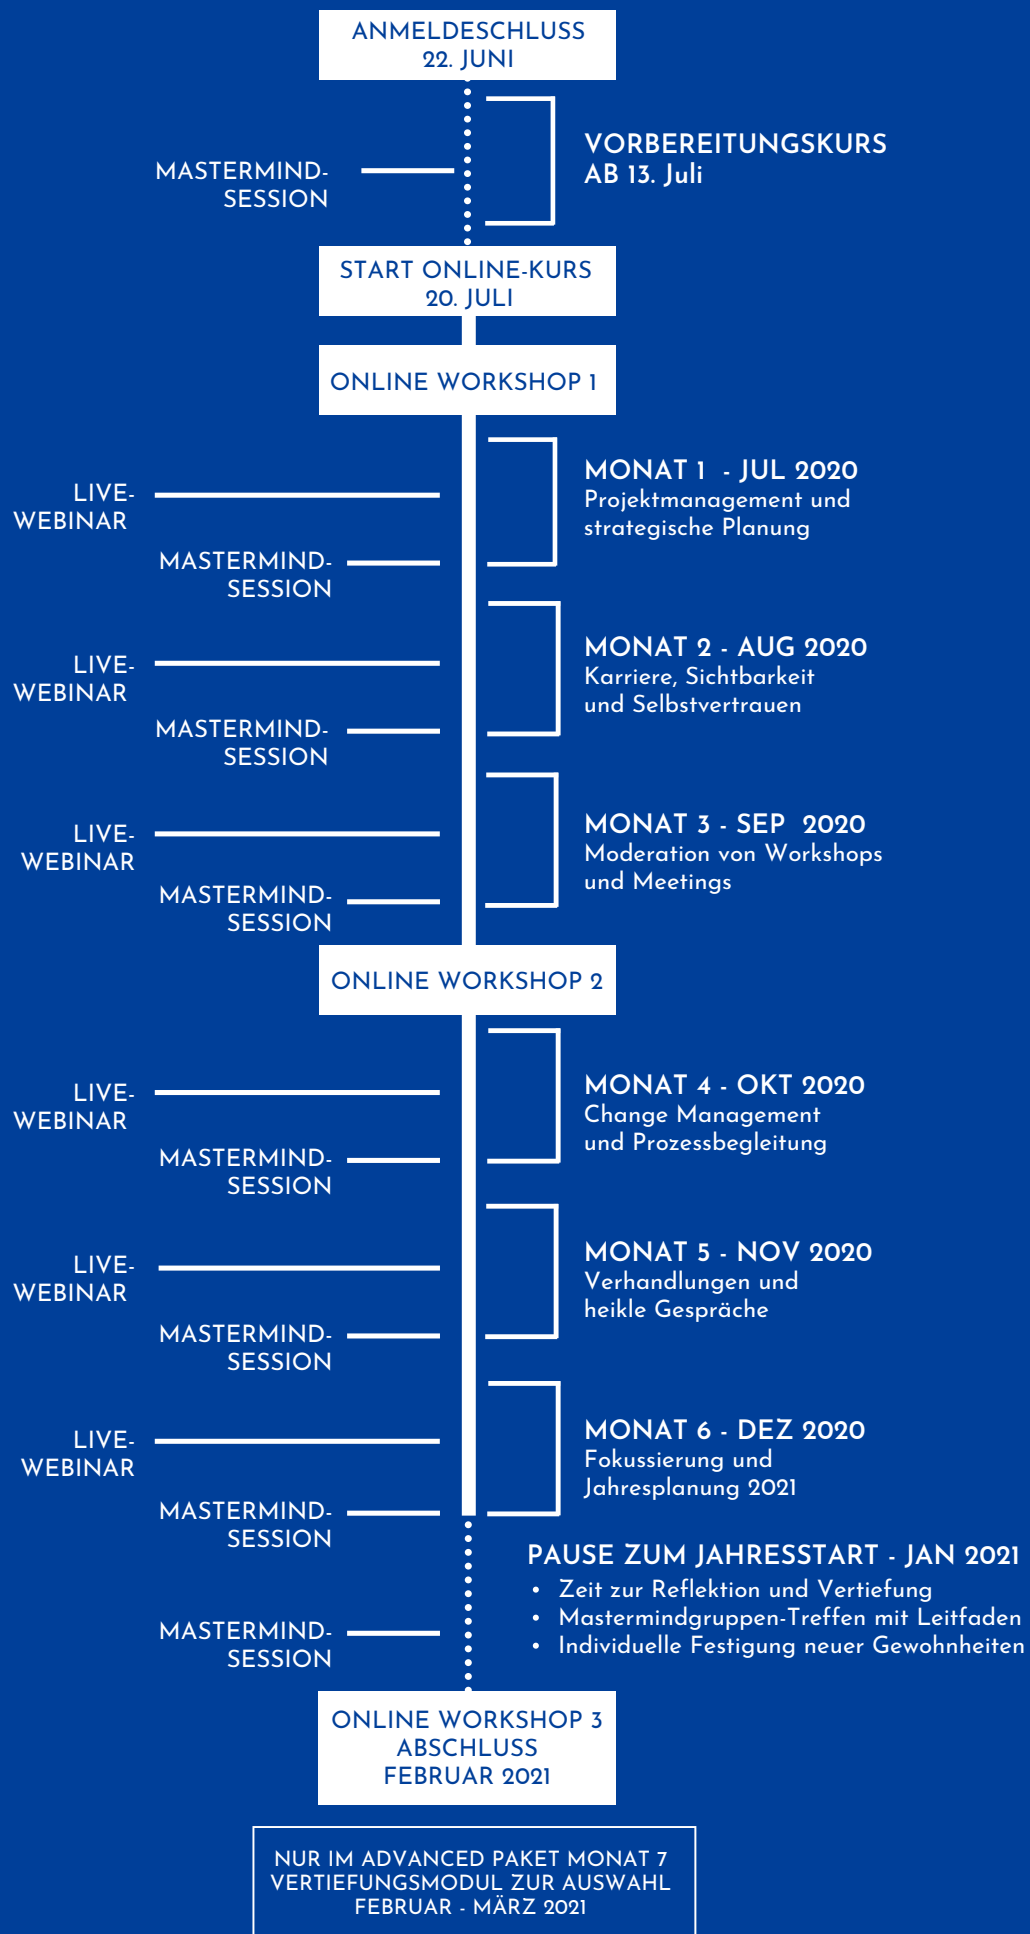 ANMELDESCHLUSS
22. JUNI
VORBEREITUNGSKURS
AB 13. Juli
MASTERMIND-
SESSION
START ONLINE-KURS
20. JULI
ONLINE WORKSHOP 1
MONAT 1 - JUL 2020
Projektmanagement und
strategische Planung
LIVE-
WEBINAR
MASTERMIND-
SESSION
MONAT 2 - AUG 2020
Karriere, Sichtbarkeit
und Selbstvertrauen
LIVE-
WEBINAR
MASTERMIND-
SESSION
MONAT 3 - SEP 2020
Moderation von Workshops
und Meetings
LIVE-
WEBINAR
MASTERMIND-
SESSION
ONLINE WORKSHOP 2
MONAT 4 - OKT 2020
Change Management
und Prozessbegleitung
LIVE-
WEBINAR
MASTERMIND-
SESSION
MONAT 5 - NOV 2020
Verhandlungen und
heikle Gespräche
LIVE-
WEBINAR
MASTERMIND-
SESSION
MONAT 6 - DEZ 2020
Fokussierung und
Jahresplanung 2021
LIVE-
WEBINAR
MASTERMIND-
SESSION
PAUSE ZUM JAHRESSTART - JAN 2021
• Zeit zur Reflektion und Vertiefung
• Mastermindgruppen-Treffen mit Leitfaden
• Individuelle Festigung neuer Gewohnheiten
MASTERMIND-
SESSION
ONLINE WORKSHOP 3
ABSCHLUSS
FEBRUAR 2021
NUR IM ADVANCED PAKET MONAT 7
VERTIEFUNGSMODUL ZUR AUSWAHL
FEBRUAR - MÄRZ 2021